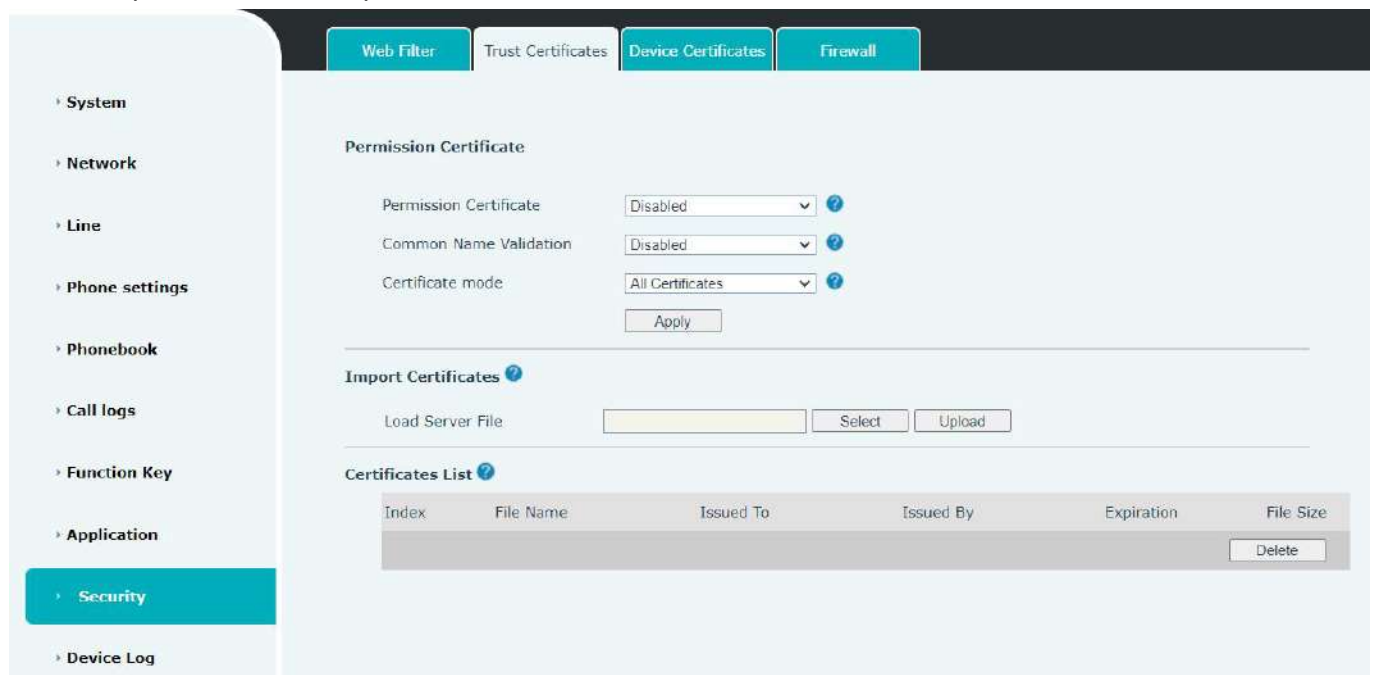 Web Filter Trust Certificates Device Certificates Firewall
System
Network
Line
Phone settings
Phonebook
Call logs
Function Key
Application
Security
Device Log
Permission Certificate
Permission Certificate Disabled
Common Name Validation Disabled
Certificate mode All Certificates
Apply
Import Certificates
Load Server File Select Upload
Certificates List
Index File Name Issued To Issued By Expiration File Size
Delete